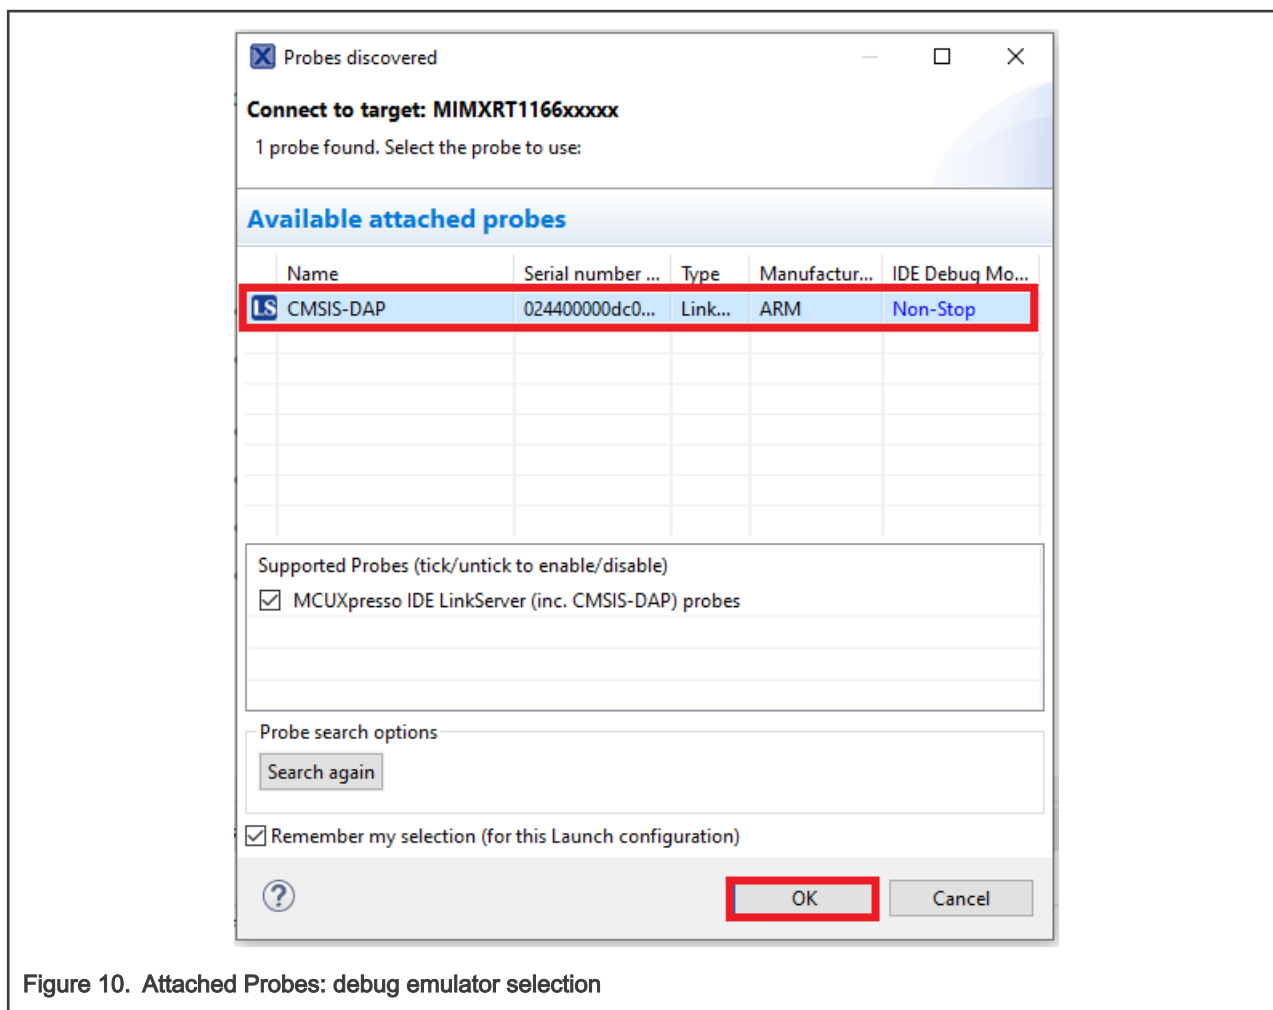 Probes discovered
Connect to target: MIMXRT1166xxxxx
1 probe found. Select the probe to use:
Available attached probes
Name Serial number ... Type Manufactur... IDE Debug Mo...
LS CMSIS-DAP 024400000dc0... Link... ARM Non-Stop
Supported Probes (tick/untick to enable/disable)
MCUXpresso IDE LinkServer (inc. CMSIS-DAP) probes
Probe search options
Search again
Remember my selection (for this Launch configuration)
? OK Cancel
Figure 10. Attached Probes: debug emulator selection